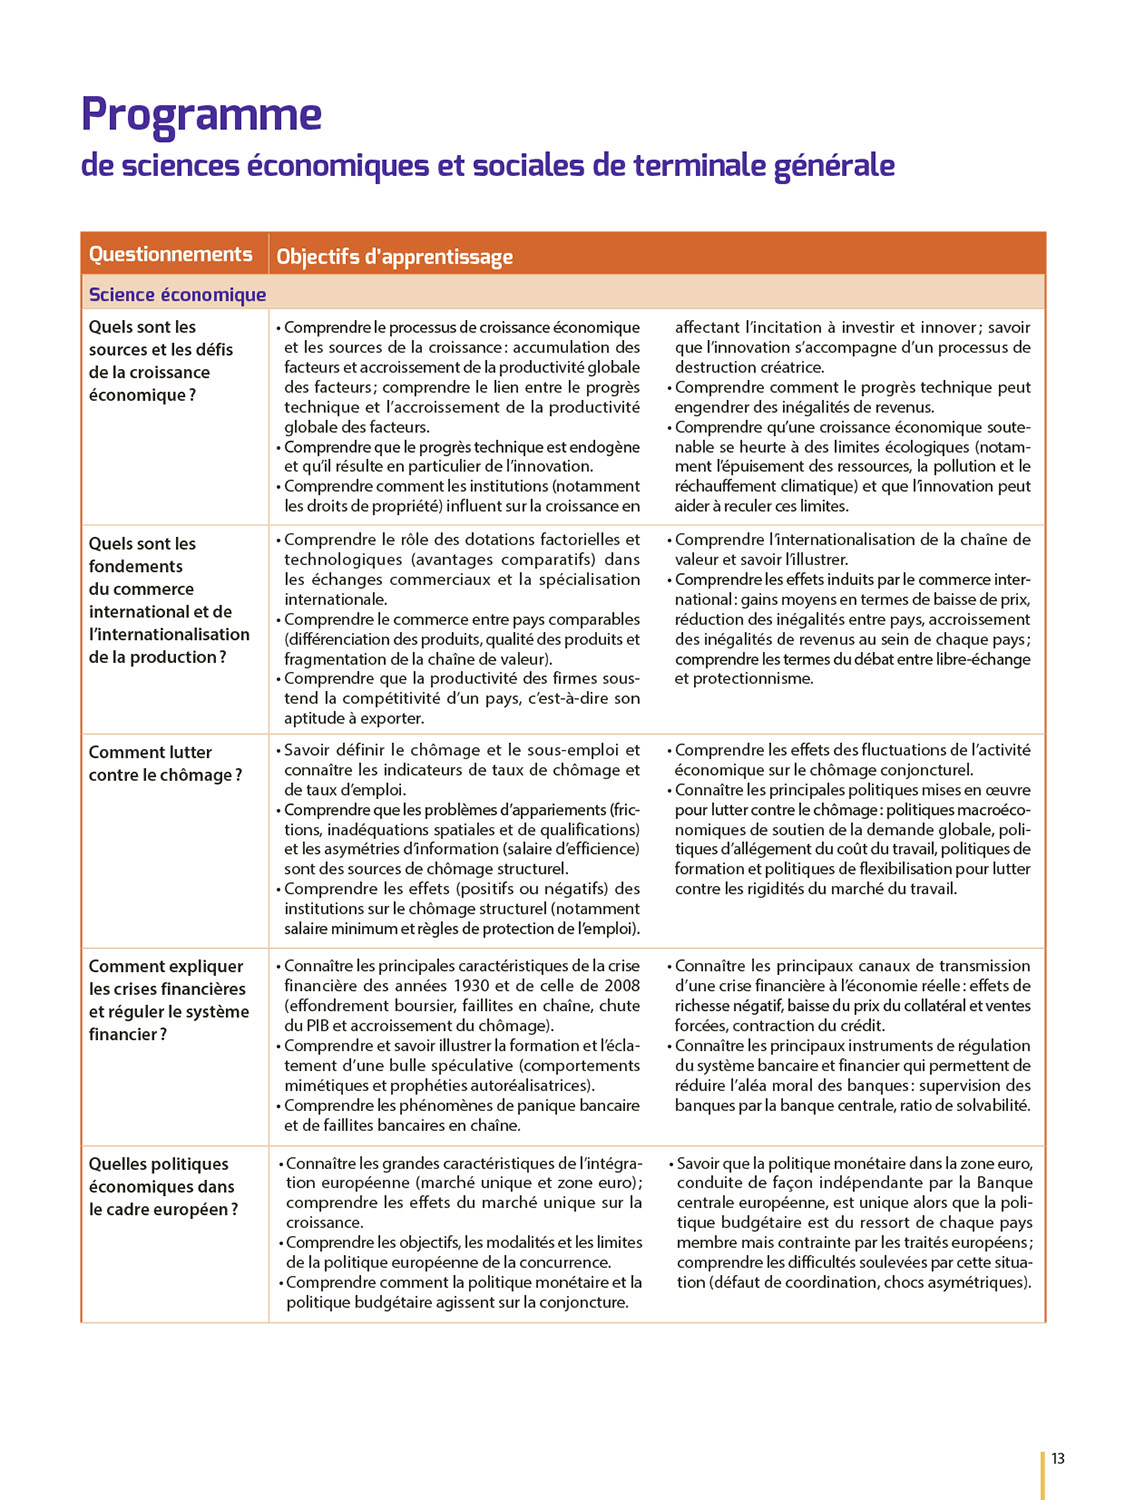 Programme
de sciences économiques et sociales de terminale générale
Questionnements
Objectifs d'apprentissage
Science économique
Quels sont les
sources et les défis
de la croissance
économique ?
• Comprendre le processus de croissance économique
et les sources de la croissance : accumulation des
facteurs et accroissement de la productivité globale
des facteurs ; comprendre le lien entre le progrès
technique et l'accroissement de la productivité
globale des facteurs.
• Comprendre que le progrès technique est endogène
et qu'il résulte en particulier de l'innovation.
• Comprendre comment les institutions (notamment
les droits de propriété) influent sur la croissance en
affectant l'incitation à investir et innover ; savoir
que l'innovation s'accompagne d'un processus de
destruction créatrice.
• Comprendre comment le progrès technique peut
engendrer des inégalités de revenus.
• Comprendre qu'une croissance économique soute-
nable se heurte à des limites écologiques (notam-
ment l'épuisement des ressources, la pollution et le
réchauffement climatique) et que l'innovation peut
aider à reculer ces limites.
Quels sont les
fondements
du commerce
international et de
l'internationalisation
de la production ?
• Comprendre le rôle des dotations factorielles et
technologiques (avantages comparatifs) dans
les échanges commerciaux et la spécialisation
internationale.
• Comprendre le commerce entre pays comparables
(différenciation des produits, qualité des produits et
fragmentation de la chaîne de valeur).
• Comprendre que la productivité des firmes sous-
tend la compétitivité d'un pays, c'est-à-dire son
aptitude à exporter.
• Comprendre l'internationalisation de la chaîne de
valeur et savoir l'illustrer.
• Comprendre les effets induits par le commerce inter-
national : gains moyens en termes de baisse de prix,
réduction des inégalités entre pays, accroissement
des inégalités de revenus au sein de chaque pays ;
comprendre les termes du débat entre libre-échange
et protectionnisme.
Comment lutter
contre le chômage ?
• Savoir définir le chômage et le sous-emploi et
connaître les indicateurs de taux de chômage et
de taux d'emploi.
• Comprendre que les problèmes d'appariements (fric-
tions, inadéquations spatiales et de qualifications)
et les asymétries d'information (salaire d'efficience)
sont des sources de chômage structurel.
• Comprendre les effets (positifs ou négatifs) des
institutions sur le chômage structurel (notamment
salaire minimum et règles de protection de l'emploi).
• Comprendre les effets des fluctuations de l'activité
économique sur le chômage conjoncturel.
• Connaître les principales politiques mises en œuvre
pour lutter contre le chômage : politiques macroéco-
nomiques de soutien de la demande globale, poli-
tiques d'allégement du coût du travail, politiques de
formation et politiques de flexibilisation pour lutter
contre les rigidités du marché du travail.
Comment expliquer
les crises financières
et réguler le système
financier ?
• Connaître les principales caractéristiques de la crise
financière des années 1930 et de celle de 2008
(effondrement boursier, faillites en chaîne, chute
du PIB et accroissement du chômage).
• Comprendre et savoir illustrer la formation et l'écla-
tement d'une bulle spéculative (comportements
mimétiques et prophéties autoréalisatrices).
• Comprendre les phénomènes de panique bancaire
et de faillites bancaires en chaîne.
• Connaître les principaux canaux de transmission
d'une crise financière à l'économie réelle : effets de
richesse négatif, baisse du prix du collatéral et ventes
forcées, contraction du crédit.
• Connaître les principaux instruments de régulation
du système bancaire et financier qui permettent de
réduire l'aléa moral des banques : supervision des
banques par la banque centrale, ratio de solvabilité.
Quelles politiques
économiques dans
le cadre européen ?
• Connaître les grandes caractéristiques de l'intégra-
tion européenne (marché unique et zone euro) ;
comprendre les effets du marché unique sur la
croissance.
• Comprendre les objectifs, les modalités et les limites
de la politique européenne de la concurrence.
• Comprendre comment la politique monétaire et la
politique budgétaire agissent sur la conjoncture.
• Savoir que la politique monétaire dans la zone euro,
conduite de façon indépendante par la Banque
centrale européenne, est unique alors que la poli-
tique budgétaire est du ressort de chaque pays
membre mais contrainte par les traités européens ;
comprendre les difficultés soulevées par cette situa-
tion (défaut de coordination, chocs asymétriques).
13